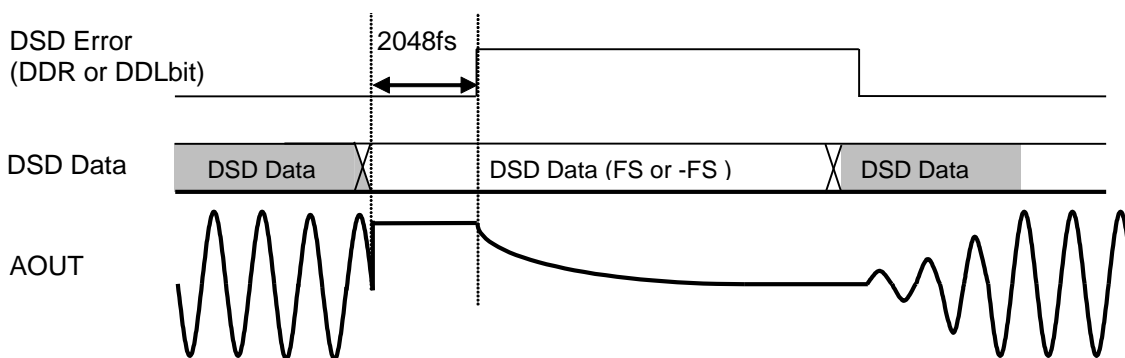 DSD Error
(DDR or DDLbit)
2048fs
DSD Data
DSD Data
DSD Data (FS or -FS )
DSD Data
AOUT